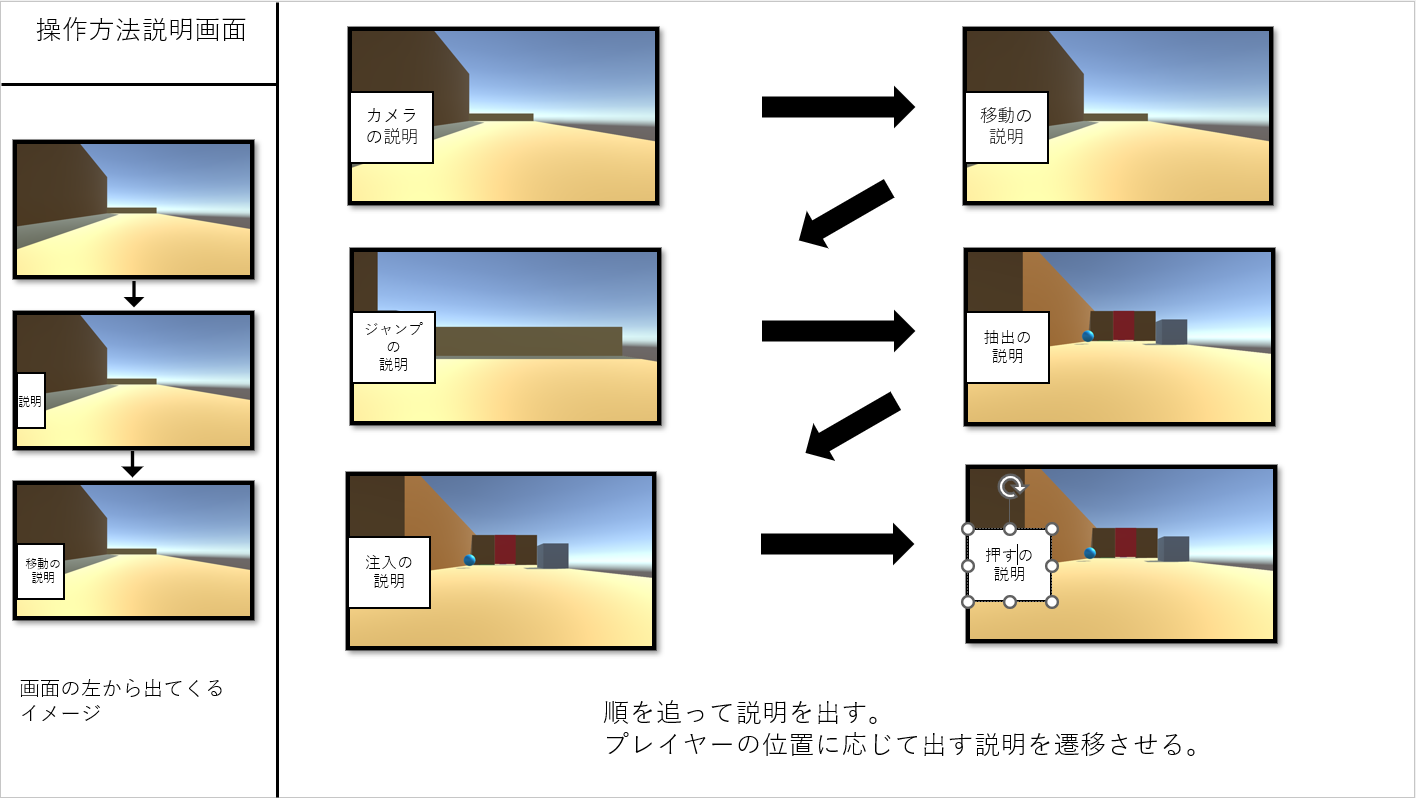 操作方法説明画面
説明
移動の
説明
画面の左から出てくる
イメージ
カメラ
の説明
移動の
説明
ジャンプ
の
説明
抽出の
説明
注入の
説明
押すの
説明
順を追って説明を出す。
プレイヤーの位置に応じて出す説明を遷移させる。